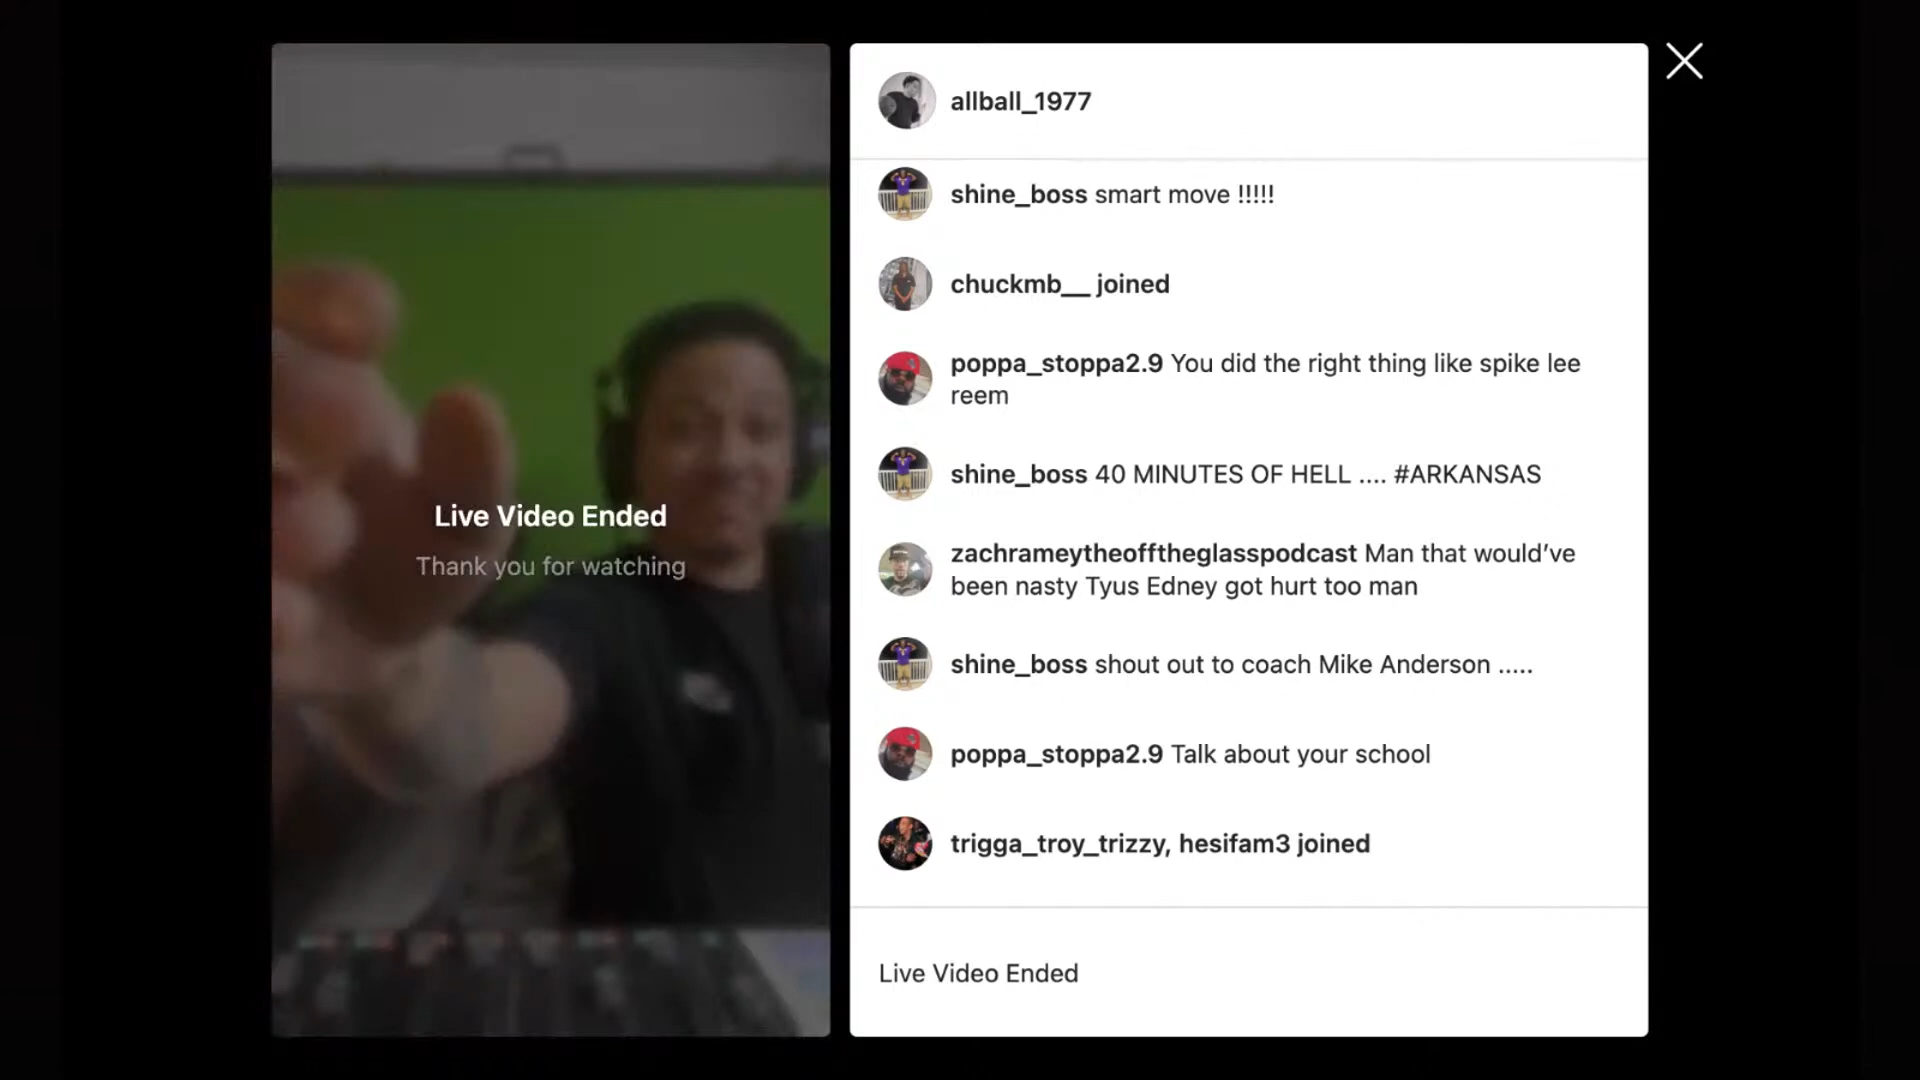 Live Video Ended
Thank you for watching
allball_1977
shine_boss smart move !!!!!
chuckmb__ joined
poppa_stoppa2.9 You did the right thing like spike lee
reem
shine_boss 40 MINUTES OF HELL .... #ARKANSAS
zachrameytheofftheglasspodcast Man that would’ve
been nasty Tyus Edney got hurt too man
shine_boss shout out to coach Mike Anderson .....
poppa_stoppa2.9 Talk about your school
trigga_troy_trizzy, hesifam3 joined
Live Video Ended